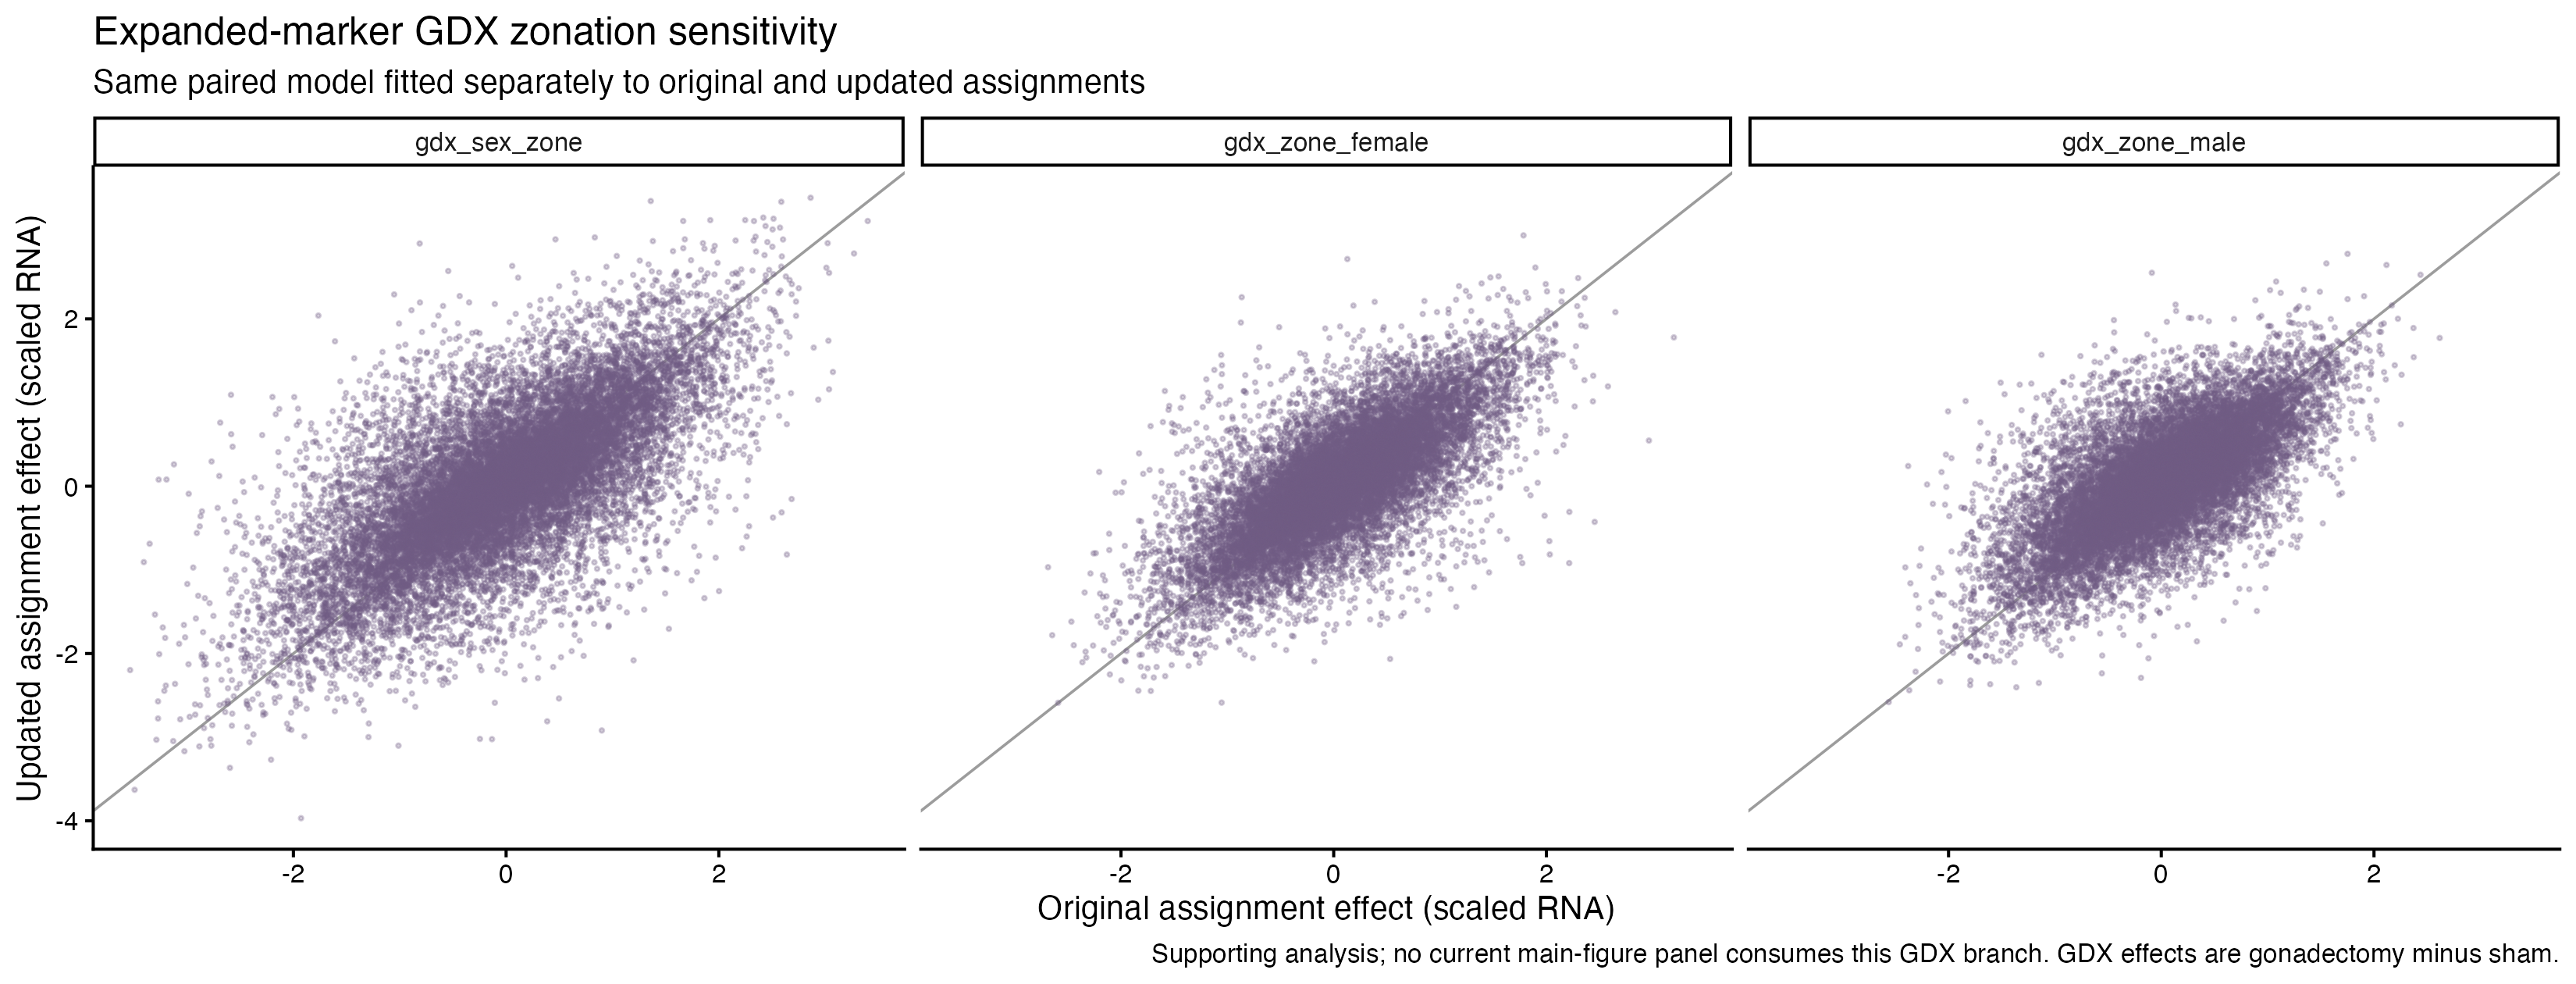 Expanded-marker GDX zonation sensitivity
Same paired model fitted separately to original and updated assignments
gdx_sex_zone
gdx_zone_female
gdx_zone_male
Updated assignment effect (scaled RNA)
2
0
-2
-4
-2
0
2
-2
0
2
-2
0
2
Original assignment effect (scaled RNA)
Supporting analysis; no current main-figure panel consumes this GDX branch. GDX effects are gonadectomy minus sham.